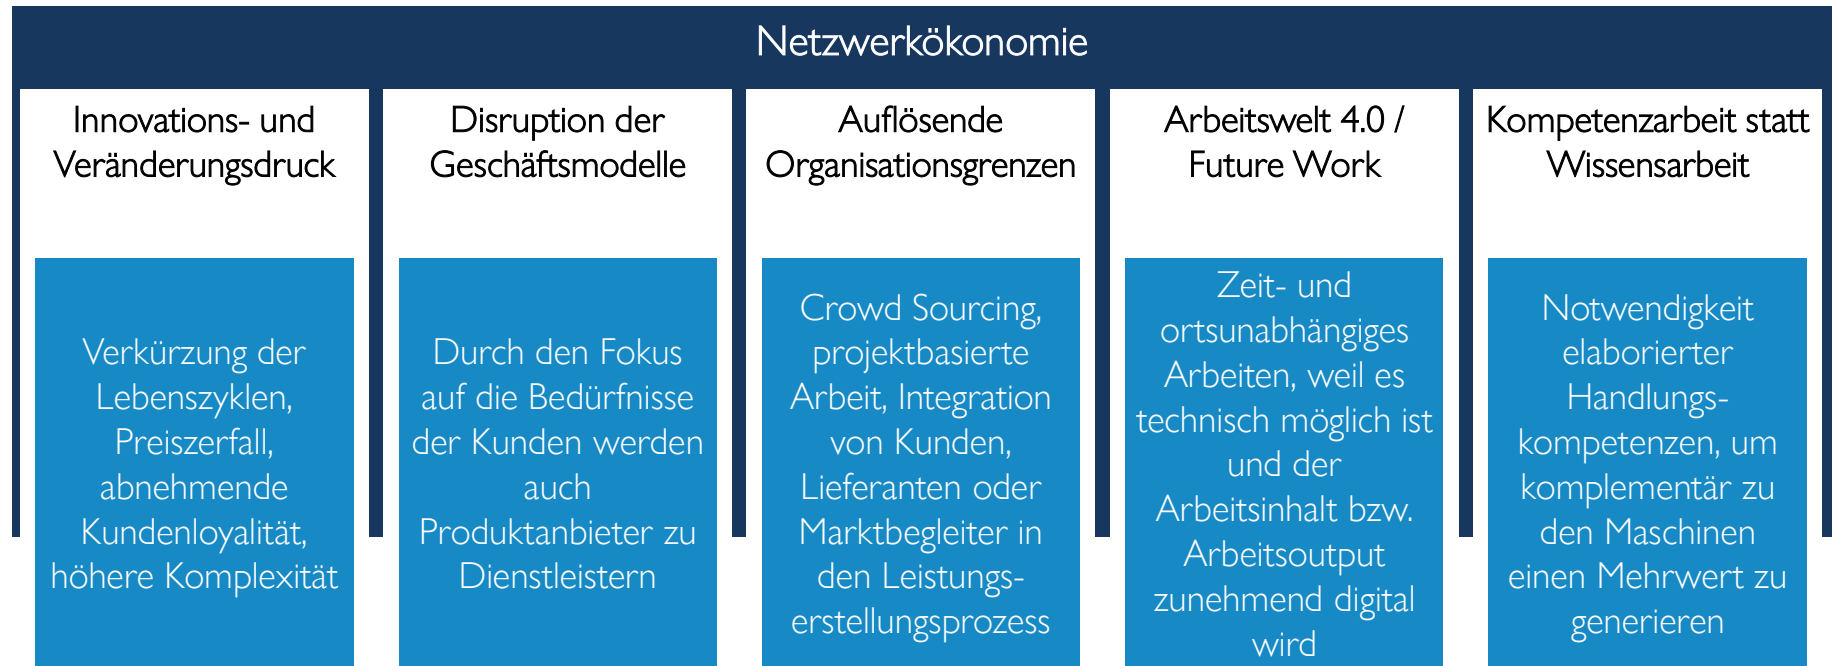 Netzwerkökonomie
Innovations- und
Veränderungsdruck
Verkürzung der
Lebenszyklen,
Preiszerfall,
abnehmende
Kundenloyalität,
höhere Komplexität
Disruption der
Geschäftsmodelle
Durch den Fokus
auf die Bedürfnisse
der Kunden werden
auch
Produktanbieter zu
Dienstleistern
Auflösende
Organisationsgrenzen
Crowd Sourcing,
projektbasierte
Arbeit, Integration
von Kunden,
Lieferanten oder
Marktbegleiter in
den Leistungs-
erstellungsprozess
Arbeitswelt 4.0 /
Future Work
Zeit- und
ortsunabhängiges
Arbeiten, weil es
technisch möglich ist
und der
Arbeitsinhalt bzw.
Arbeitsoutput
zunehmend digital
wird
Kompetenzarbeit statt
Wissensarbeit
Notwendigkeit
elaborierter
Handlungs-
kompetenzen, um
komplementär zu
den Maschinen
einen Mehrwert zu
generieren